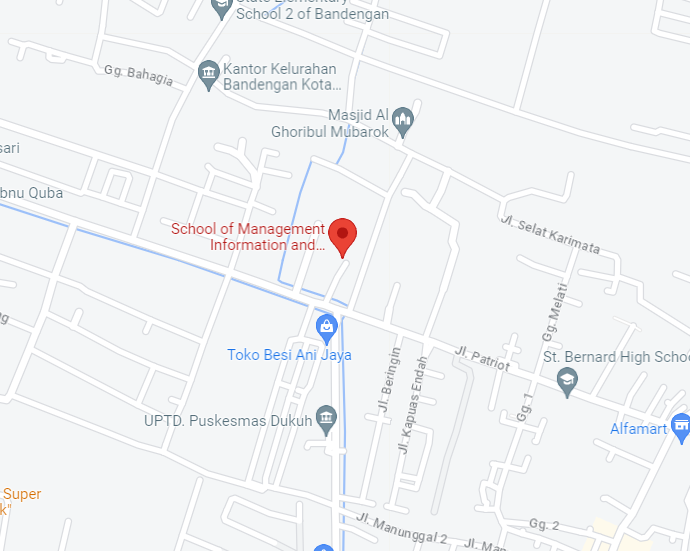 State Elementary
School 2 of Bandengan
Gg. Bahagia
Kantor Kelurahan
Bandengan Kota...
Masjid Al
Ghoribul Mubarok
sari
bnu Quba
School of Management
Information and...
Jl. Selat Karimata
Gg. Melati
ng
Toko Besi Ani Jaya
Jl. Patriot
St. Bernard High Schoo
Jl. Beringin
Jl. Kapuas Endah
Gg. 1
UPTD. Puskesmas Dukuh
Alfamart
Super
k"
Jl. Manunggal 2
Jl. Man
Gg. 2